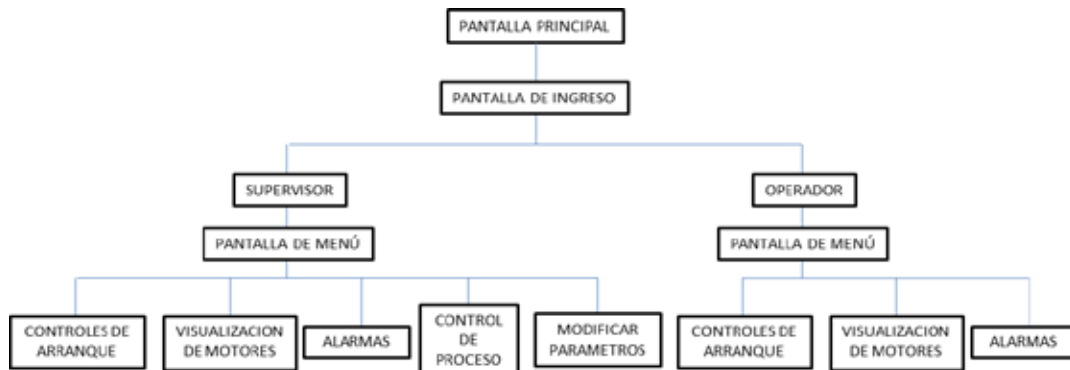 PANTALLA PRINCIPAL
PANTALLA DE INGRESO
SUPERVISOR
OPERADOR
PANTALLA DE MENÚ
PANTALLA DE MENÚ
CONTROLES DE
ARRANQUE
VISUALIZACION
DE MOTORES
ALARMAS
CONTROL
DE
PROCESO
MODIFICAR
PARAMETROS
CONTROLES DE
ARRANQUE
VISUALIZACION
DE MOTORES
ALARMAS